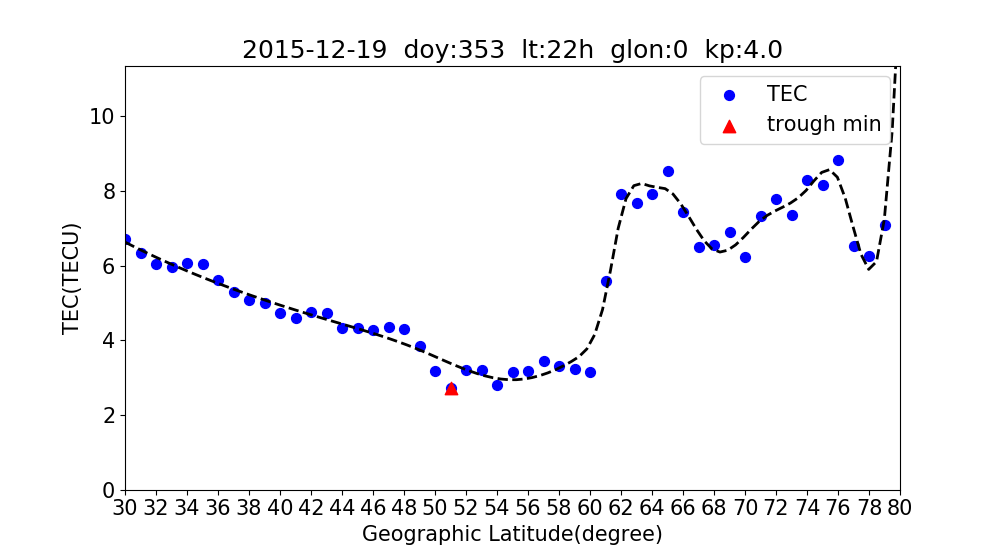 2015-12-19 doy:353 lt:22h glon:0 kp:4.0
TEC
trough min
TEC(TECU)
10
8
6
4
2
0
30 32 34 36 38 40 42 44 46 48 50 52 54 56 58 60 62 64 66 68 70 72 74 76 78 80
Geographic Latitude(degree)